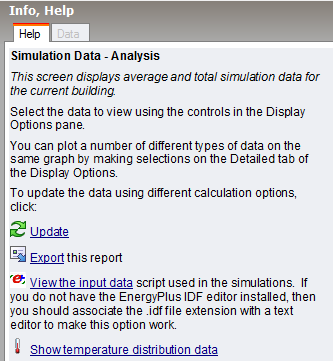 Info, Help
Help Data
Simulation Data - Analysis
This screen displays average and total simulation data for
the current building.
Select the data to view using the controls in the Display
Options pane.
You can plot a number of different types of data on the
same graph by making selections on the Detailed tab of
the Display Options.
To update the data using different calculation options,
click:
Update
Export this report
View the input data script used in the simulations. If
you do not have the EnergyPlus IDF editor installed, then
you should associate the .idf file extension with a text
editor to make this option work.
Show temperature distribution data